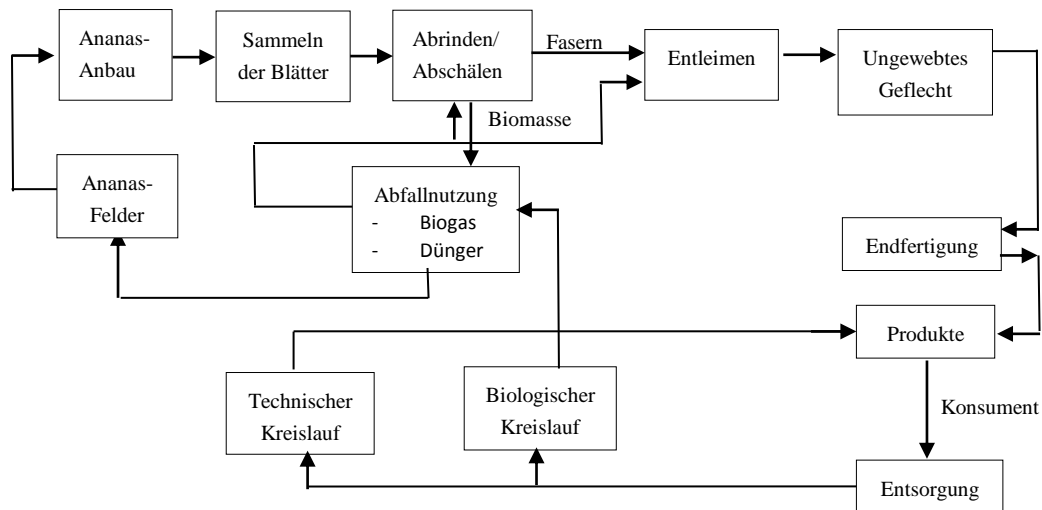 Ananas-
Anbau
Sammeln
der Blätter
Abrinden/
Abschälen
Fasern
Entleimen
Ungewebtes
Geflecht
Biomasse
Ananas-
Felder
Abfallnutzung
- Biogas
- Dünger
Endfertigung
Produkte
Technischer
Kreislauf
Biologischer
Kreislauf
Konsument
Entsorgung